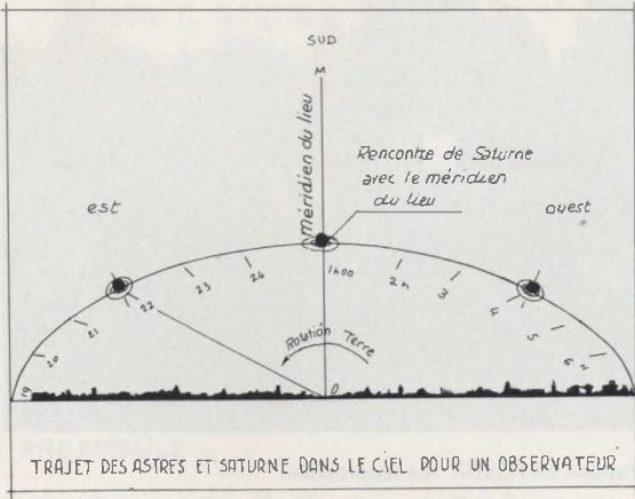 SUD
M
Méridien du lieu
Rencontre de Saturne
avec le méridien
du lieu
est
ouest
19
20
21
22
23
24
1h00
2h
3
4
5
6
Rotation Terre
O
TRAJET DES ASTRES ET SATURNE DANS LE CIEL POUR UN OBSERVATEUR